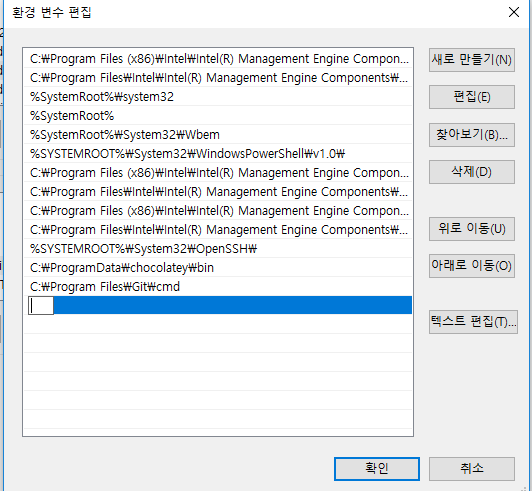 환경 변수 편집
C:₩Program Files (x86)₩Intel₩Intel(R) Management Engine Compon...
C:₩Program Files₩Intel₩Intel(R) Management Engine Components₩...
%SystemRoot%₩system32
%SystemRoot%
%SystemRoot%₩System32₩Wbem
%SYSTEMROOT%₩System32₩WindowsPowerShell₩v1.0₩
C:₩Program Files (x86)₩Intel₩Intel(R) Management Engine Compon...
C:₩Program Files₩Intel₩Intel(R) Management Engine Components₩...
C:₩Program Files (x86)₩Intel₩Intel(R) Management Engine Compon...
C:₩Program Files₩Intel₩Intel(R) Management Engine Components₩...
%SYSTEMROOT%₩System32₩OpenSSH₩
C:₩ProgramData₩chocolatey₩bin
C:₩Program Files₩Git₩cmd
새로 만들기(N)
편집(E)
찾아보기(B)...
삭제(D)
위로 이동(U)
아래로 이동(O)
텍스트 편집(T)...
확인
취소